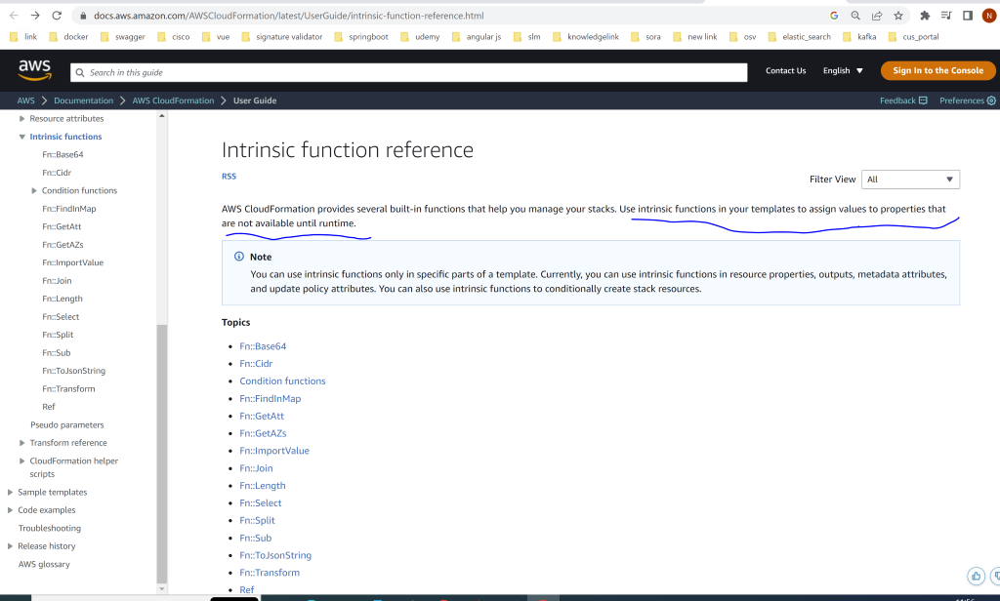 docs.aws.amazon.com/AWSCloudFormation/latest/UserGuide/intrinsic-function-reference.html
N
link docker swagger cisco vue signature validator springboot udemy angular js slm knowledgelink sora new link osv elastic_search kafka cus_portal
aws
Search in this guide
Contact Us English Sign In to the Console
AWS Documentation AWS CloudFormation User Guide
Feedback Preferences
Resource attributes
Intrinsic functions
Fn::Base64
Fn::Cidr
Condition functions
Fn::FindInMap
Fn::GetAtt
Fn::GetAZs
Fn::ImportValue
Fn::Join
Fn::Length
Fn::Select
Fn::Split
Fn::Sub
Fn::ToJsonString
Fn::Transform
Ref
Pseudo parameters
Transform reference
CloudFormation helper
scripts
Sample templates
Code examples
Troubleshooting
Release history
AWS glossary
Intrinsic function reference
RSS
Filter View All
AWS CloudFormation provides several built-in functions that help you manage your stacks. Use intrinsic functions in your templates to assign values to properties that
are not available until runtime.
Note
You can use intrinsic functions only in specific parts of a template. Currently, you can use intrinsic functions in resource properties, outputs, metadata attributes,
and update policy attributes. You can also use intrinsic functions to conditionally create stack resources.
Topics
Fn::Base64
Fn::Cidr
Condition functions
Fn::FindInMap
Fn::GetAtt
Fn::GetAZs
Fn::ImportValue
Fn::Join
Fn::Length
Fn::Select
Fn::Split
Fn::Sub
Fn::ToJsonString
Fn::Transform
Ref